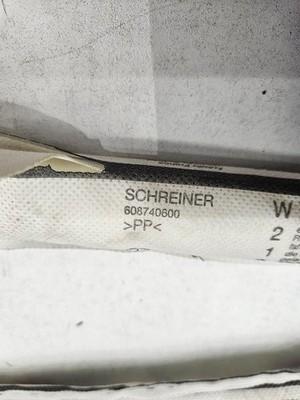 SCHREINER
608740600
>PP<
W
2
1